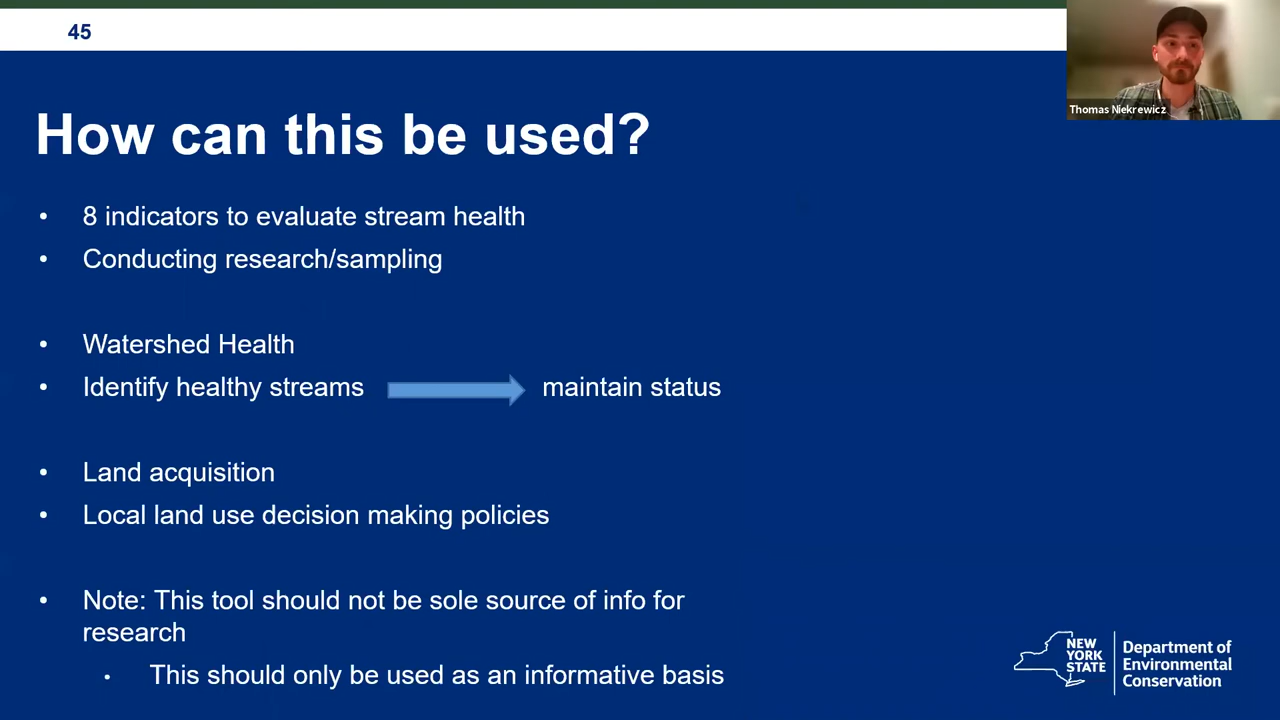 45
Thomas Niekrewicz
How can this be used?
• 8 indicators to evaluate stream health
• Conducting research/sampling
• Watershed Health
• Identify healthy streams maintain status
• Land acquisition
• Local land use decision making policies
• Note: This tool should not be sole source of info for
research
• This should only be used as an informative basis
NEW
YORK
STATE
Department of
Environmental
Conservation